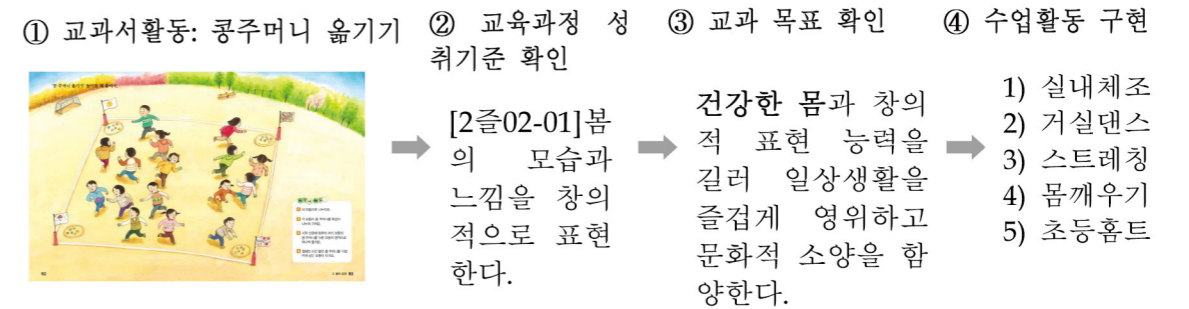 ① 교과서활동: 콩주머니 옮기기
② 교육과정 성
취기준 확인
[2즐02-01]봄
의 모습과
느낌을 창의
적으로 표현
한다.
③ 교과 목표 확인
건강한 몸과 창의
적 표현 능력을
길러 일상생활을
즐겁게 영위하고
문화적 소양을 함
양한다.
④ 수업활동 구현
1) 실내체조
2) 거실댄스
3) 스트레칭
4) 몸깨우기
5) 초등홈트